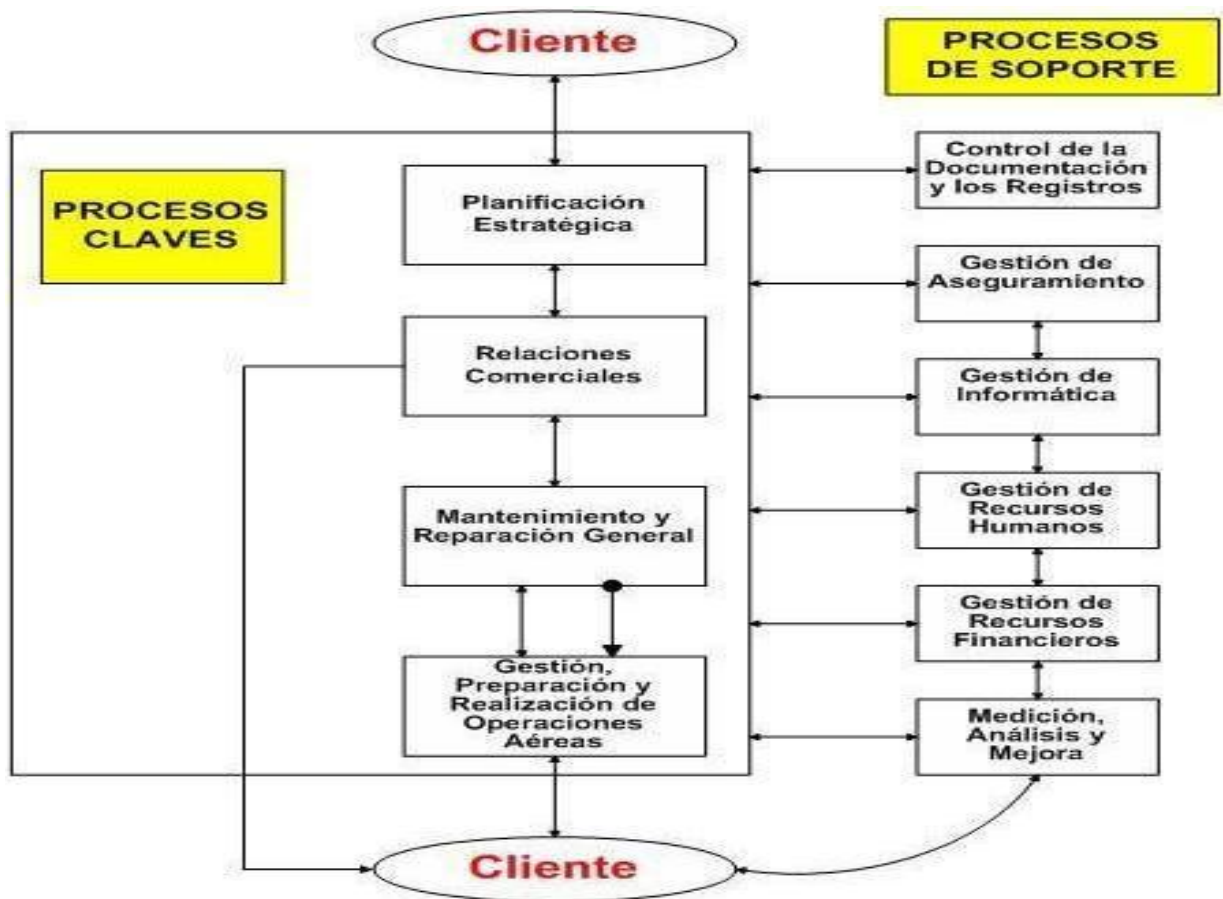 Cliente
PROCESOS
DE SOPORTE
PROCESOS
CLAVES
Planificación
Estratégica
Relaciones
Comerciales
Mantenimiento y
Reparación General
Gestión,
Preparación y
Realización de
Operaciones
Aéreas
Cliente
Control de la
Documentación
y los Registros
Gestión de
Aseguramiento
Gestión de
Informática
Gestión de
Recursos
Humanos
Gestión de
Recursos
Financieros
Medición,
Análisis y
Mejora